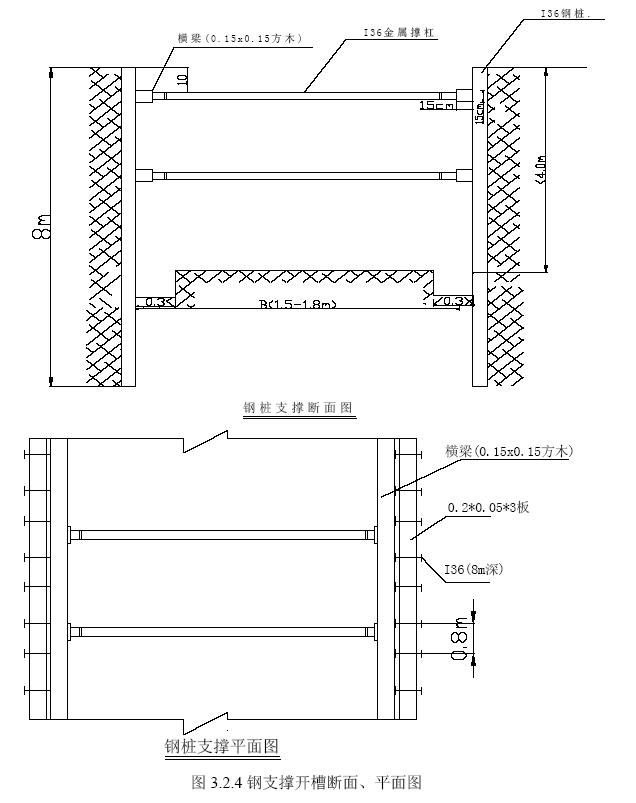 I36钢桩.
横梁(0.15x0.15方木)
I36金属撑杠
10
15cm
15cm
8m
<4.0m
0.3
B(1.5-1.8m)
0.3
钢桩支撑断面图
横梁(0.15x0.15方木)
0.2*0.05*3板
I36(8m深)
0.8m
钢桩支撑平面图
图 3.2.4 钢支撑开槽断面、平面图